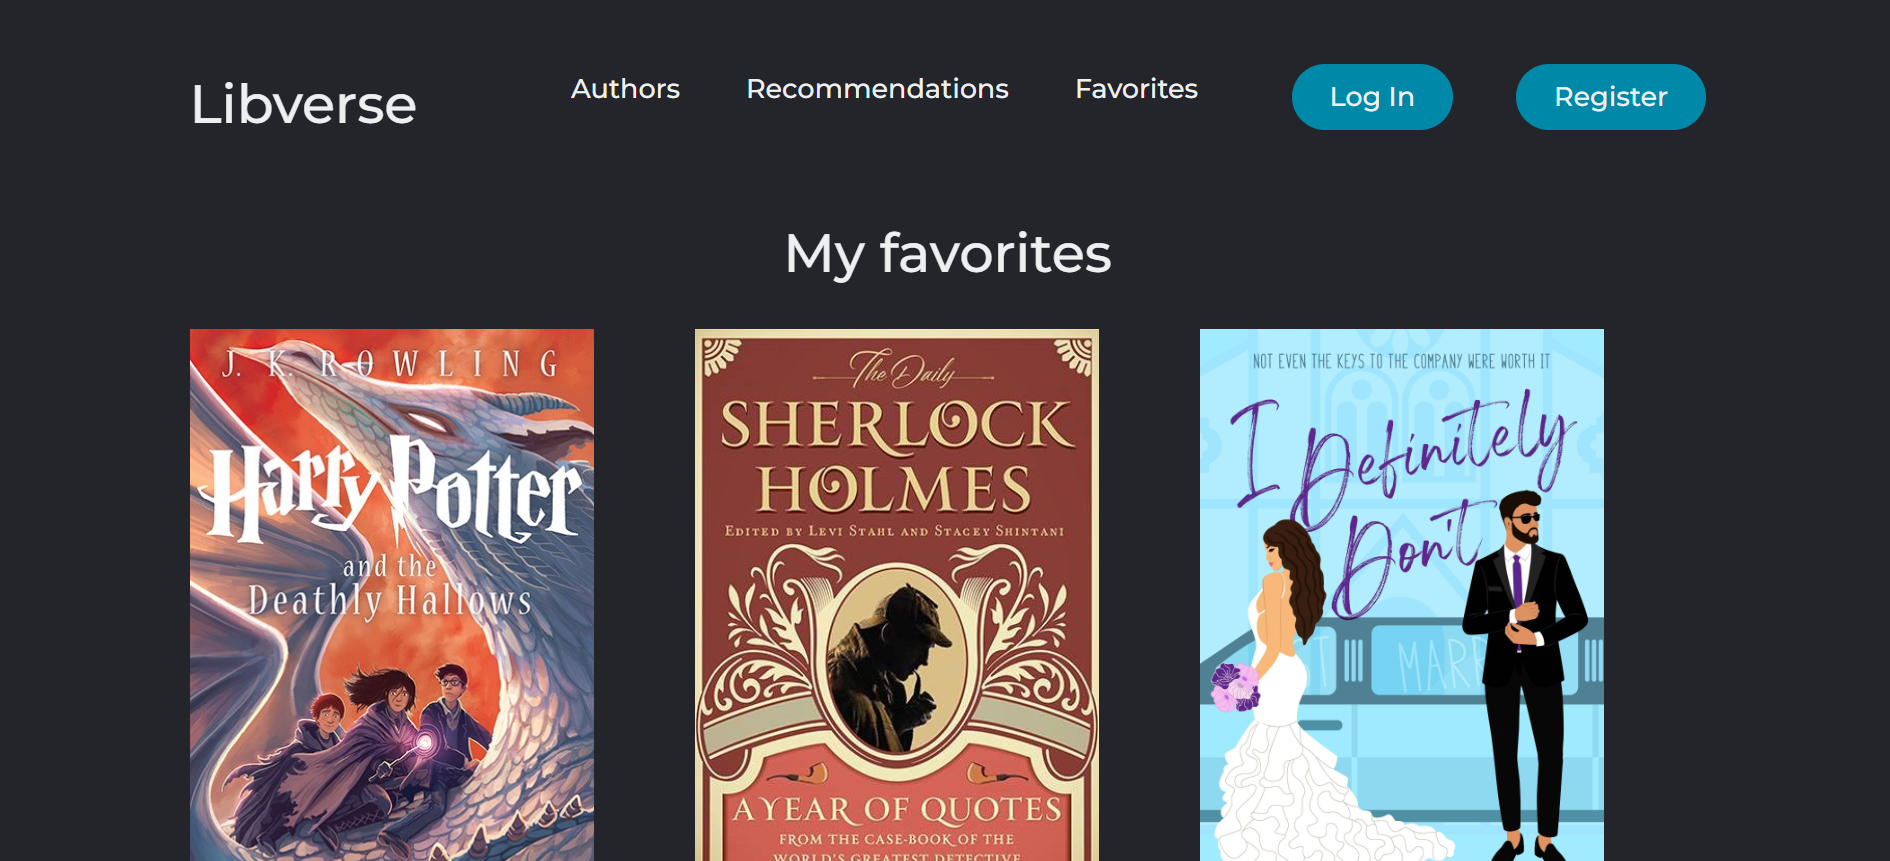 Libverse
Authors
Recommendations
Favorites
Log In
Register
My favorites
J. K. ROWLING
Harry Potter
and the
Deathly Hallows
The Daily
SHERLOCK
HOLMES
EDITED BY LEVI STAHL AND STACEY SHINTANI
A YEAR OF QUOTES
FROM THE CASE-BOOK OF THE
WORLD'S GREATEST DETECTIVE
NOT EVEN THE KEYS TO THE COMPANY WERE WORTH IT
I Definitely
Don't